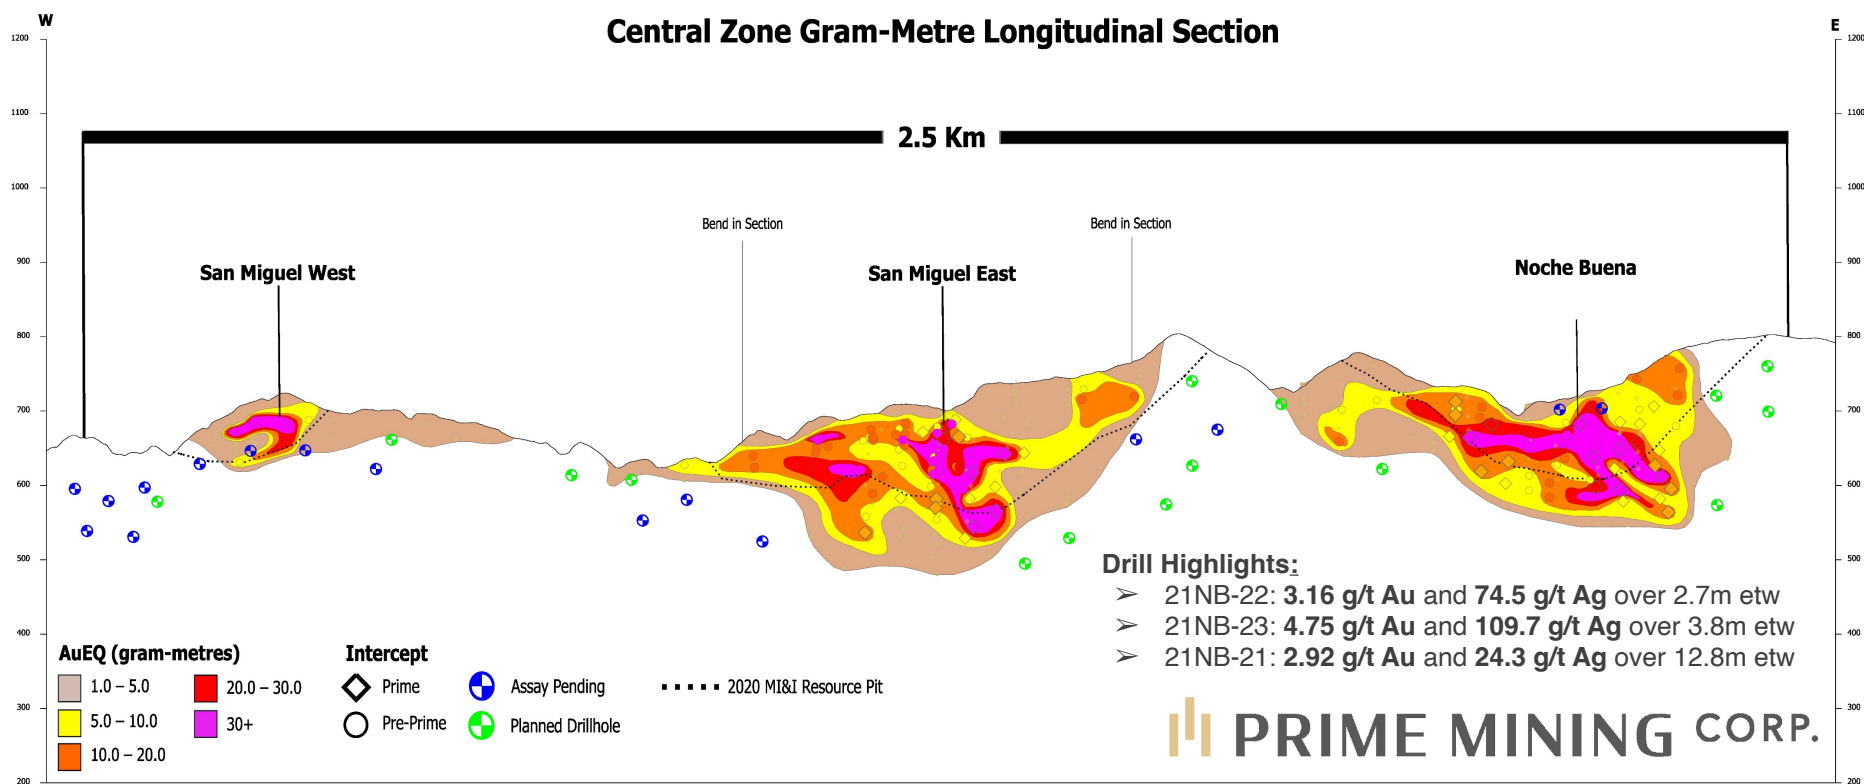 Central Zone Gram-Metre Longitudinal Section
W
E
1200
1100
1000
900
800
700
600
500
400
300
200
1200
1100
1000
900
800
700
600
500
400
300
200
2.5 Km
Bend in Section
Bend in Section
San Miguel West
San Miguel East
Noche Buena
Drill Highlights:
➢ 21NB-22: 3.16 g/t Au and 74.5 g/t Ag over 2.7m etw
➢ 21NB-23: 4.75 g/t Au and 109.7 g/t Ag over 3.8m etw
➢ 21NB-21: 2.92 g/t Au and 24.3 g/t Ag over 12.8m etw
AuEQ (gram-metres)
1.0 – 5.0
5.0 – 10.0
10.0 – 20.0
20.0 – 30.0
30+
Intercept
Prime
Pre-Prime
Assay Pending
Planned Drillhole
2020 MI&I Resource Pit
PRIME MINING CORP.